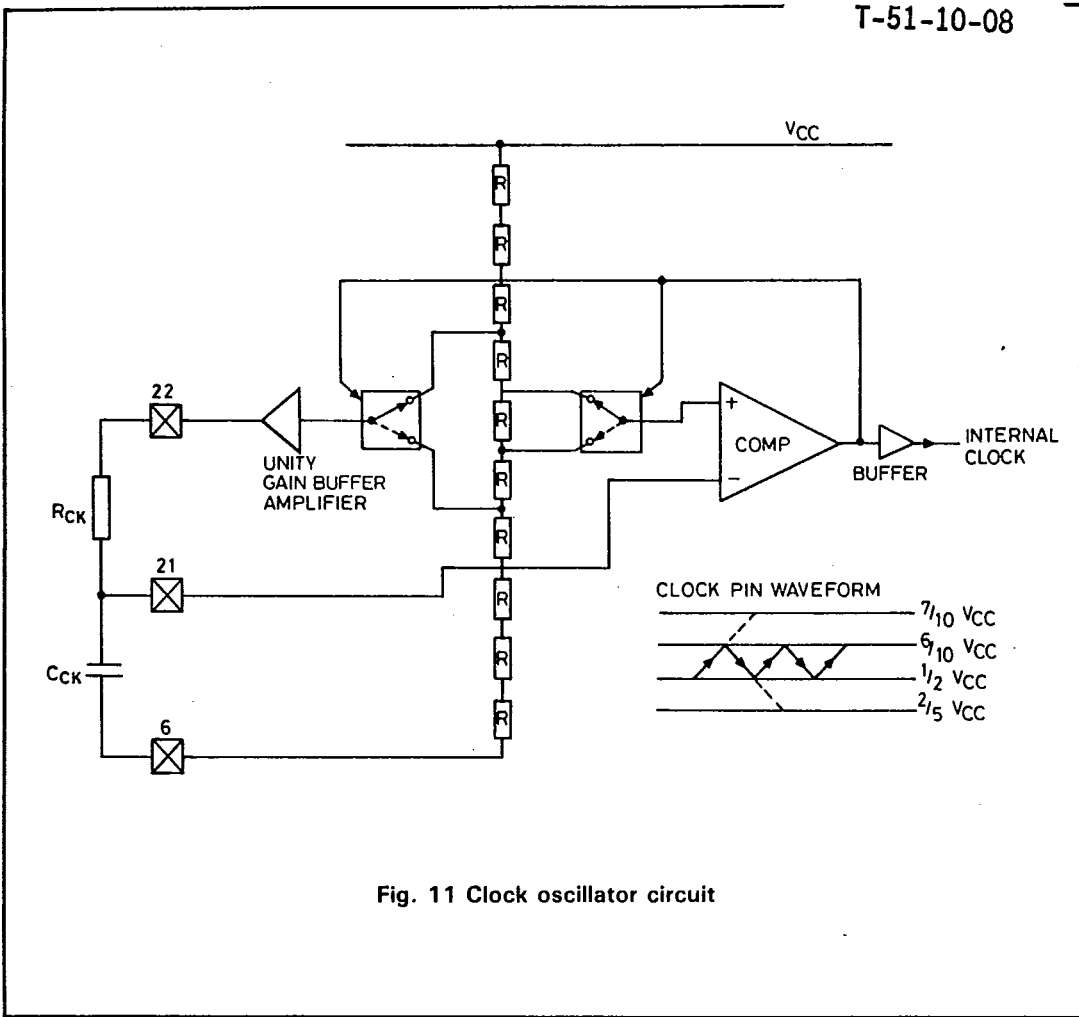 T-51-10-08
VCC
R
R
R
R
R
R
R
R
R
R
22
UNITY
GAIN BUFFER
AMPLIFIER
+
COMP
−
BUFFER
INTERNAL
CLOCK
RCK
21
CCK
6
CLOCK PIN WAVEFORM
7/10 VCC
6/10 VCC
1/2 VCC
2/5 VCC
Fig. 11 Clock oscillator circuit